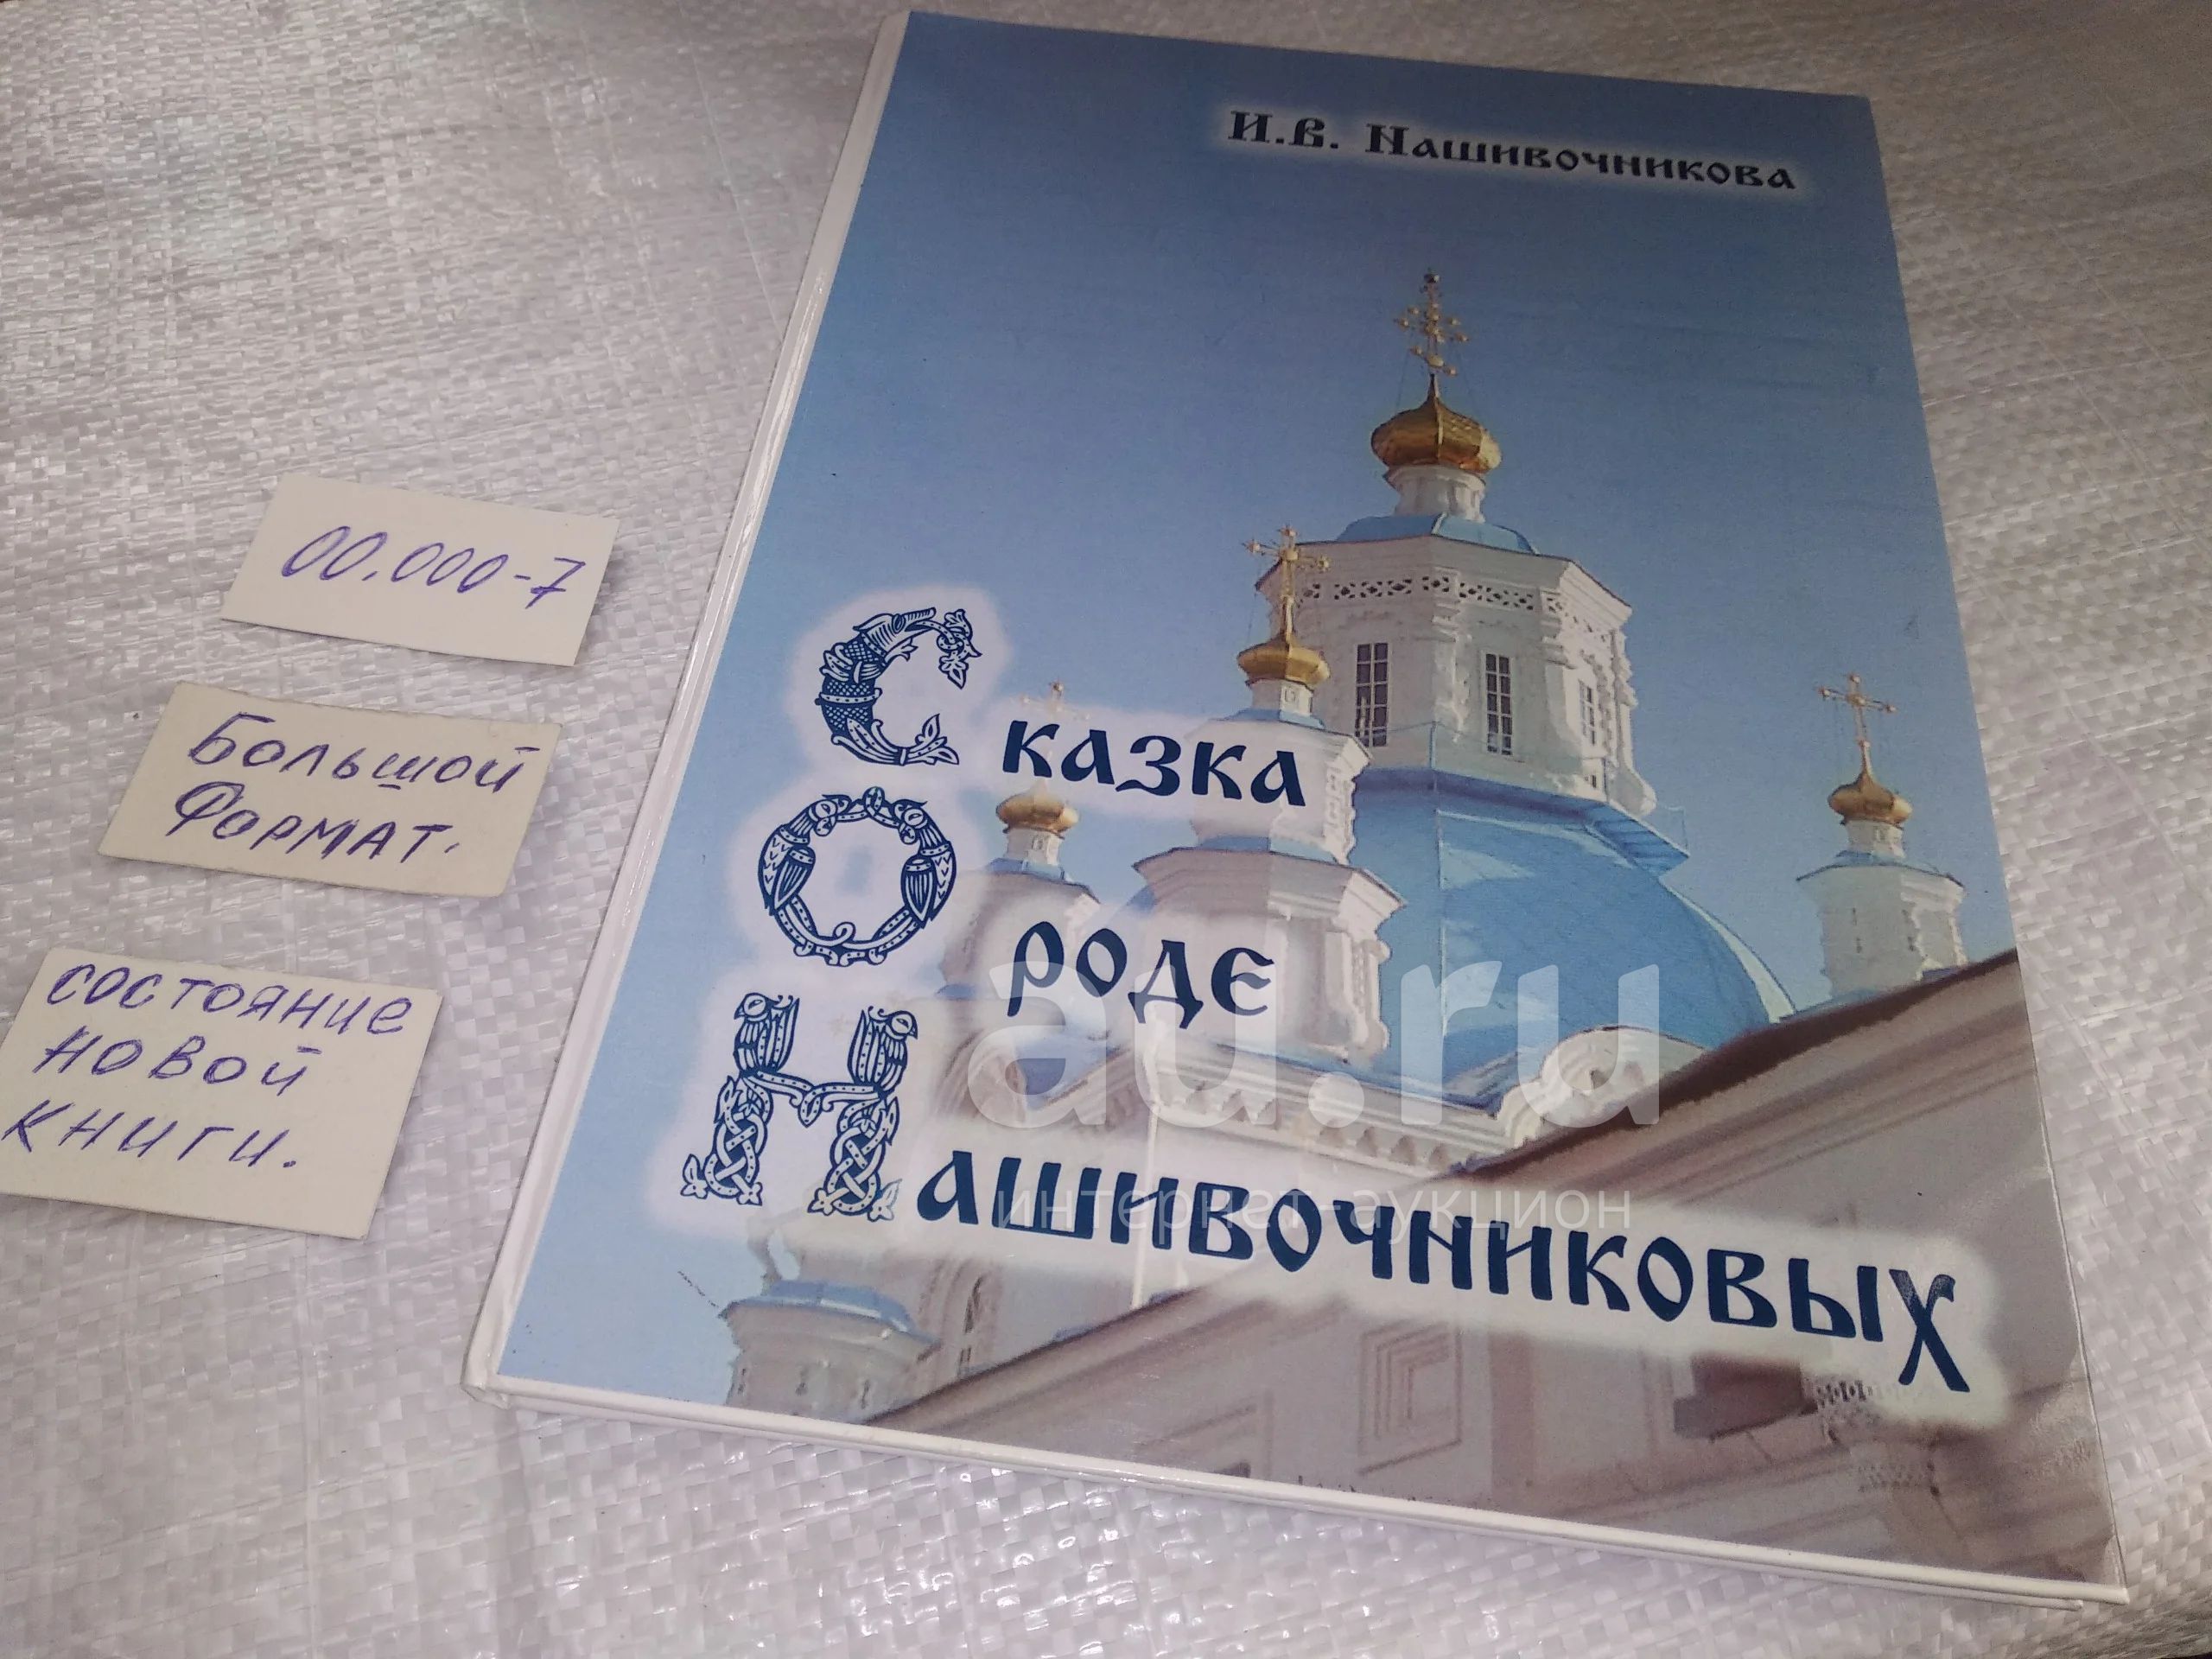 И.В. Нашивочникова
Сказка
О роде
Нашивочниковых
00.000-7
Большой
Формат.
состояние
новой
книги.
au.ru
интернет-аукцион